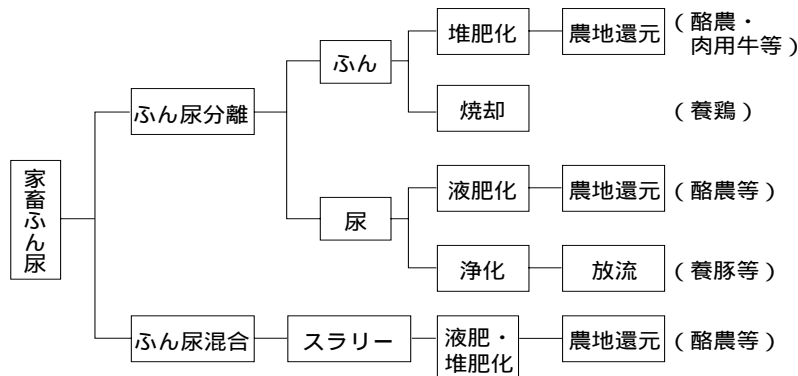 家畜ふん尿
ふん尿分離
ふん
堆肥化
農地還元
(酪農・
肉用牛等)
焼却
(養鶏)
尿
液肥化
農地還元
(酪農等)
浄化
放流
(養豚等)
ふん尿混合
スラリー
液肥・
堆肥化
農地還元
(酪農等)